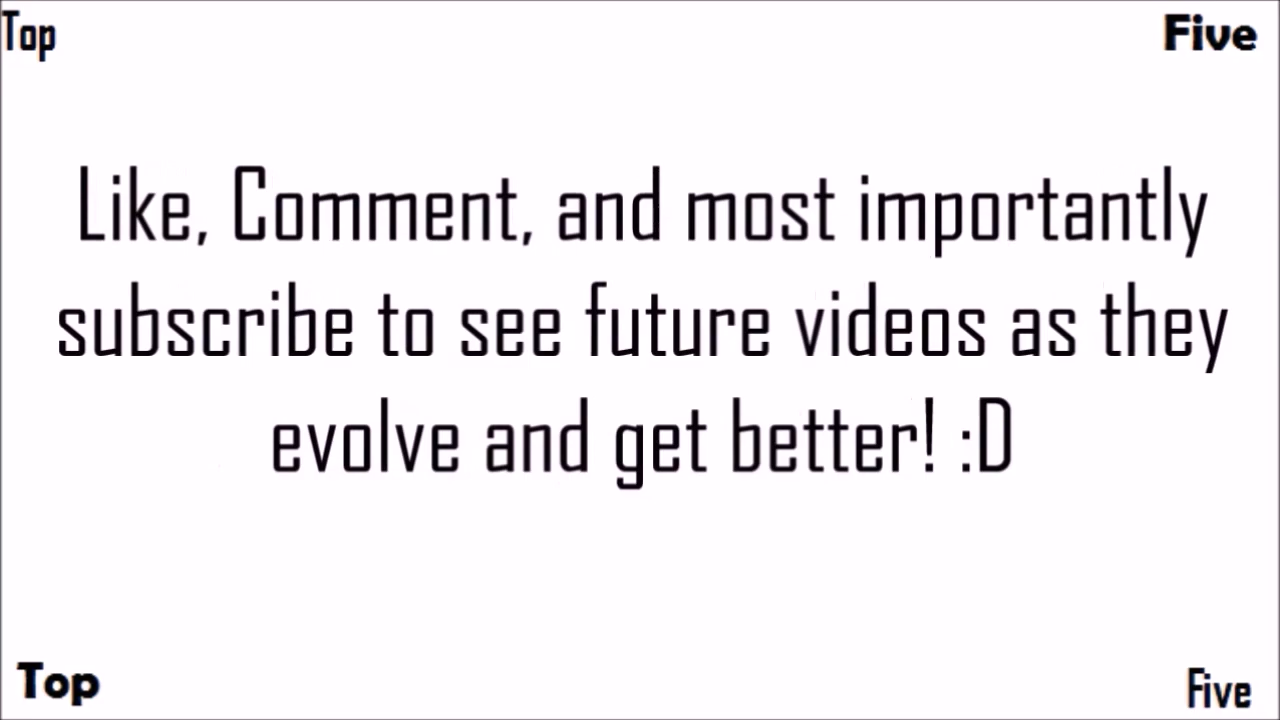 Top
Five
Like, Comment, and most importantly
subscribe to see future videos as they
evolve and get better! :D
Top
Five